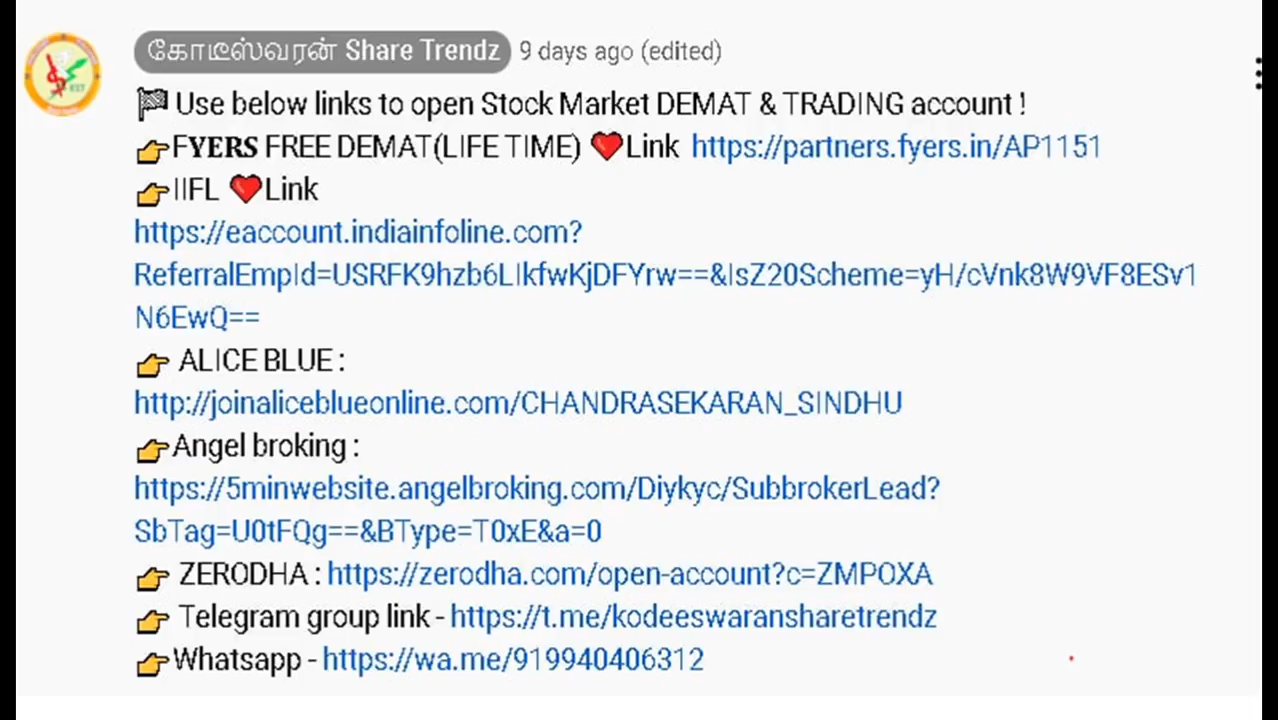 கோடீஸ்வரன் Share Trendz 9 days ago (edited)
🏁 Use below links to open Stock Market DEMAT & TRADING account !
👉FYERS FREE DEMAT(LIFE TIME) ❤️Link https://partners.fyers.in/AP1151
👉IIFL ❤️Link
https://eaccount.indiainfoline.com?
ReferralEmpId=USRFK9hzb6LIkfwKjDFYrw==&IsZ20Scheme=yH/cVnk8W9VF8ESv1
N6EwQ==
👉 ALICE BLUE :
http://joinaliceblueonline.com/CHANDRASEKARAN_SINDHU
👉Angel broking :
https://5minwebsite.angelbroking.com/Diykyc/SubbrokerLead?
SbTag=U0tFQg==&BType=T0xE&a=0
👉 ZERODHA : https://zerodha.com/open-account?c=ZMPOXA
👉 Telegram group link - https://t.me/kodeeswaransharetrendz
👉Whatsapp - https://wa.me/919940406312